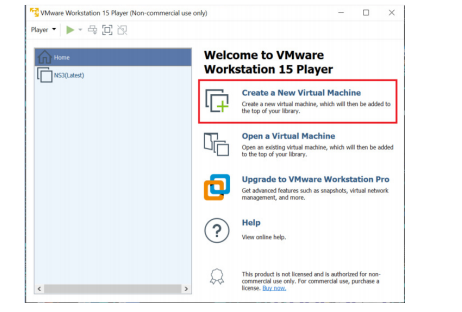 VMware Workstation 15 Player (Non-commercial use only)
Player
Home
NS3(Latest)
Welcome to VMware
Workstation 15 Player
Create a New Virtual Machine
Create a new virtual machine, which will then be added to
the top of your library.
Open a Virtual Machine
Open an existing virtual machine, which will then be added
to the top of your library.
Upgrade to VMware Workstation Pro
Get advanced features such as snapshots, virtual network
management, and more.
Help
View online help.
This product is not licensed and is authorized for non-
commercial use only. For commercial use, purchase a
license. Buy now.